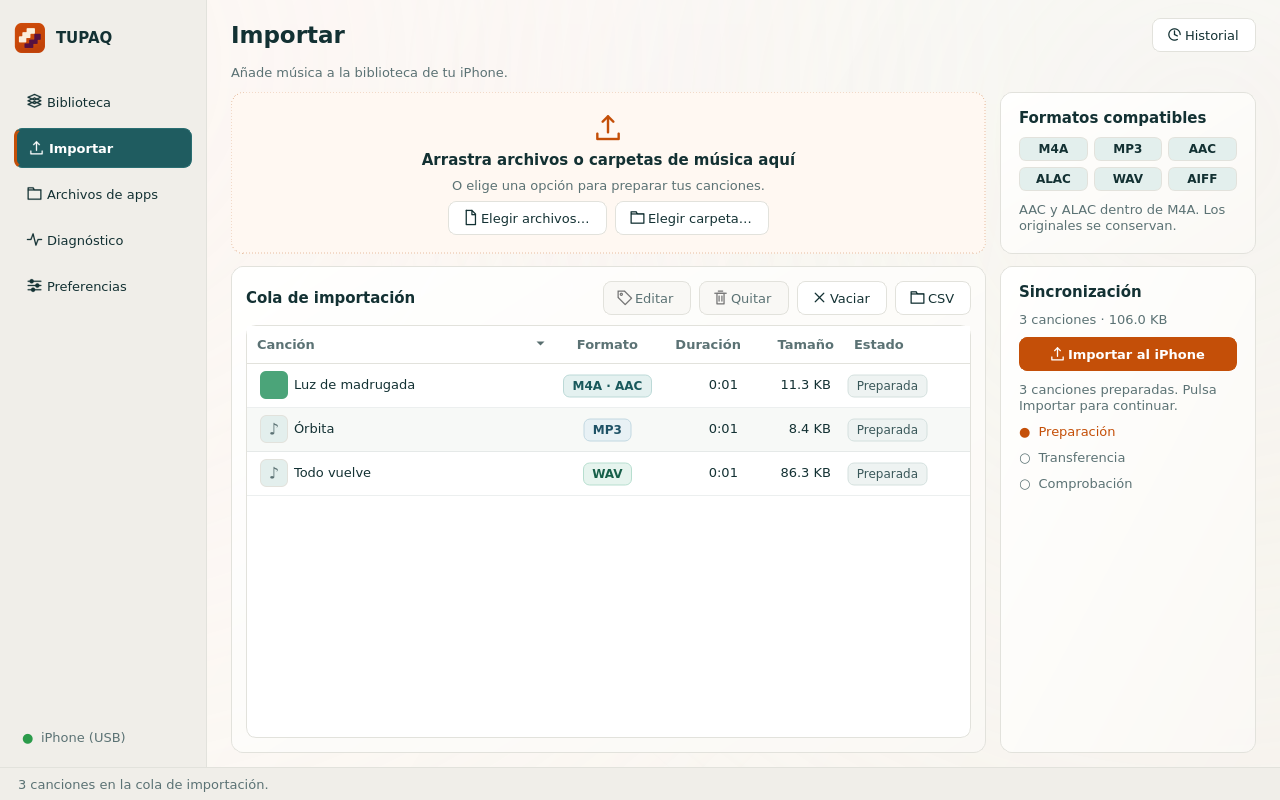 TUPAQ
Biblioteca
Importar
Archivos de apps
Diagnóstico
Preferencias
iPhone (USB)
Importar
Historial
Añade música a la biblioteca de tu iPhone.
Arrastra archivos o carpetas de música aquí
O elige una opción para preparar tus canciones.
Elegir archivos... Elegir carpeta...
Formatos compatibles
M4A MP3 AAC
ALAC WAV AIFF
AAC y ALAC dentro de M4A. Los
originales se conservan.
Cola de importación Editar Quitar Vaciar CSV
Canción Formato Duración Tamaño Estado
Luz de madrugada M4A · AAC 0:01 11.3 KB Preparada
Órbita MP3 0:01 8.4 KB Preparada
Todo vuelve WAV 0:01 86.3 KB Preparada
Sincronización
3 canciones · 106.0 KB
Importar al iPhone
3 canciones preparadas. Pulsa
Importar para continuar.
Preparación
Transferencia
Comprobación
3 canciones en la cola de importación.